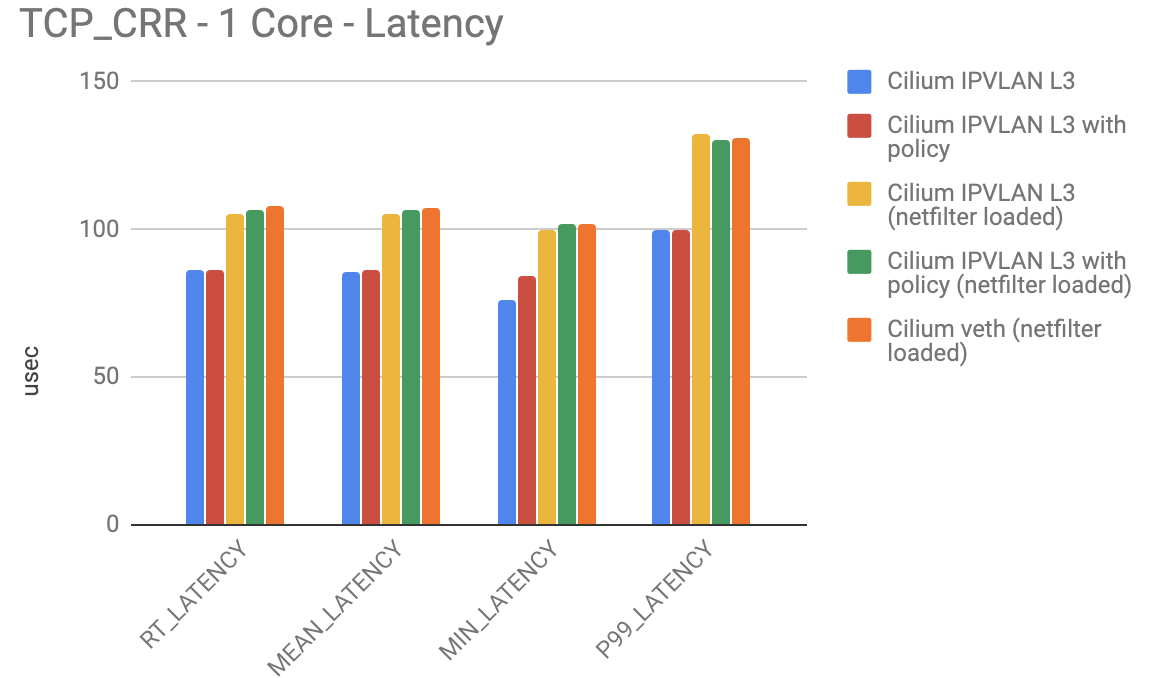 TCP_CRR - 1 Core - Latency
150
100
50
0
usec
RT_LATENCY
MEAN_LATENCY
MIN_LATENCY
P99_LATENCY
Cilium IPVLAN L3
Cilium IPVLAN L3 with
policy
Cilium IPVLAN L3
(netfilter loaded)
Cilium IPVLAN L3 with
policy (netfilter loaded)
Cilium veth (netfilter
loaded)